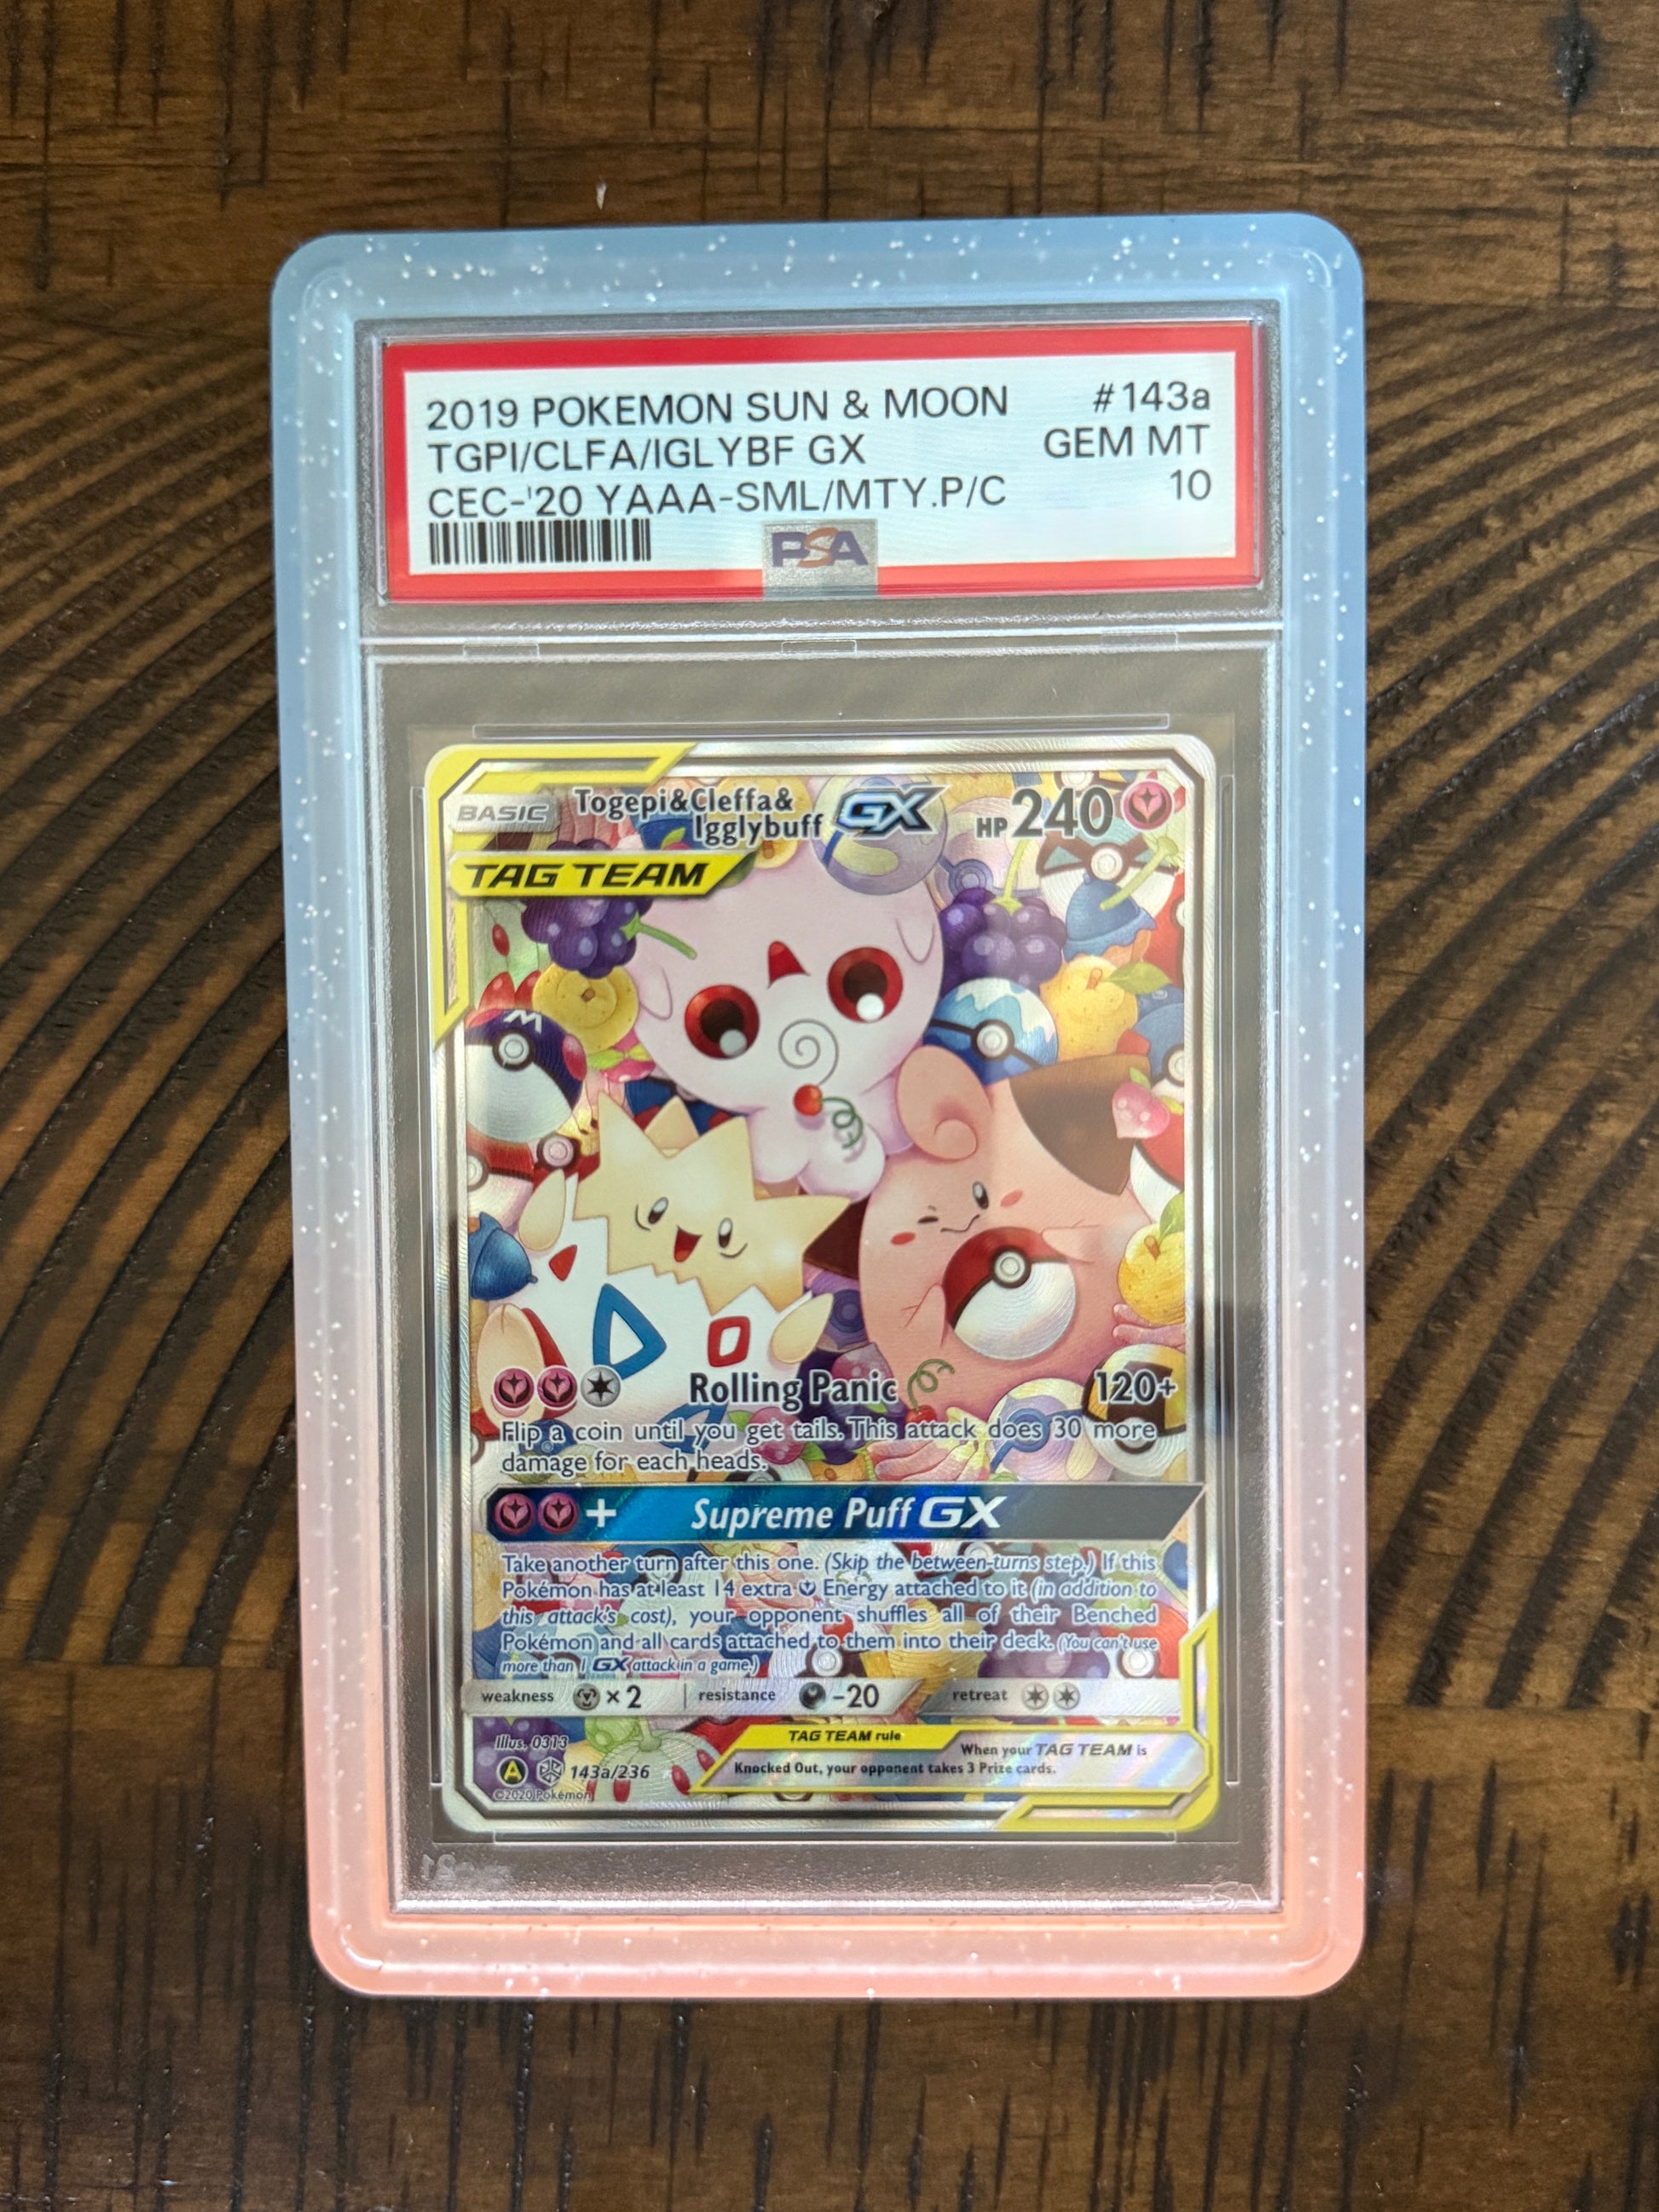 2019 POKEMON SUN & MOON #143a
TGPI/CLFA/IGLYBF GX GEM MT
CEC-'20 YAAA-SML/MTY.P/C 10
PSA
BASIC Togepi&Cleffa& GX HP 240
Igglybuff
TAG TEAM
M
Rolling Panic 120+
Flip a coin until you get tails. This attack does 30 more
damage for each heads.
+ Supreme Puff GX
Take another turn after this one. (Skip the between-turns step.) If this
Pokémon has at least 14 extra Energy attached to it (in addition to
this attack's cost), your opponent shuffles all of their Benched
Pokémon and all cards attached to them into their deck. (You can't use
more than 1 GX attack in a game.)
weakness ×2 resistance -20 retreat
Illus. 0313
TAG TEAM rule
When your TAG TEAM is
Knocked Out, your opponent takes 3 Prize cards.
A 143a/236
©2020 Pokémon
PSA